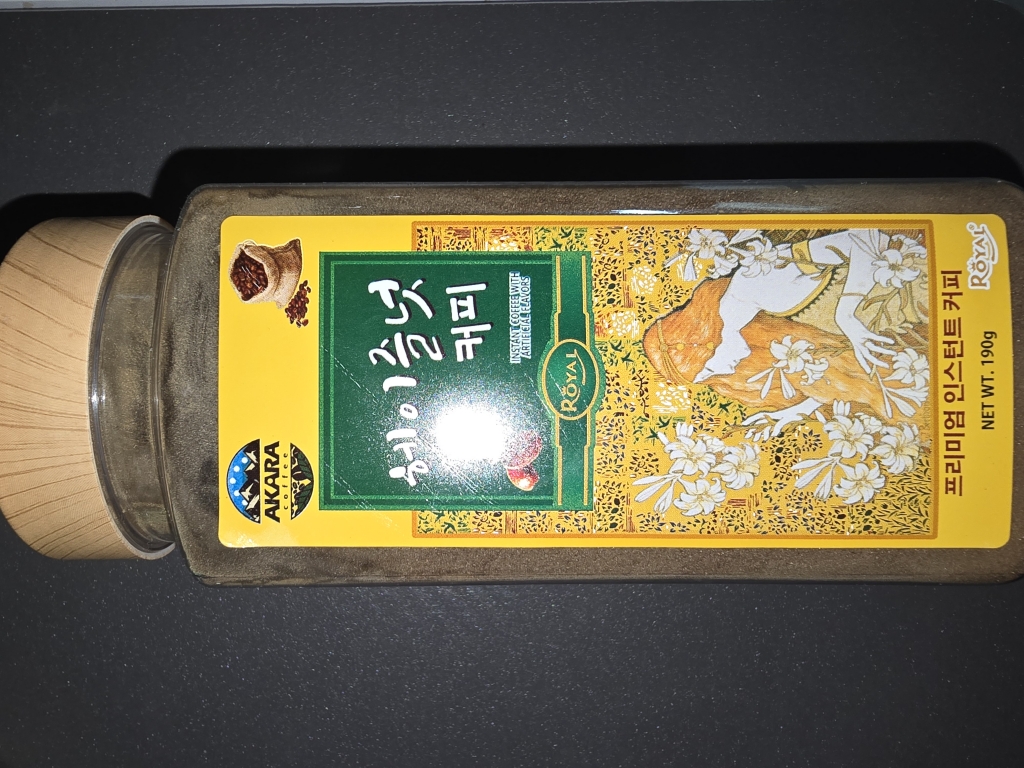 AKARA
coffee
헤이즐넛
커피
INSTANT COFFEE WITH
ARTIFICIAL FLAVORS
ROYAL
프리미엄 인스턴트 커피
ROYAL
NET WT. 190g